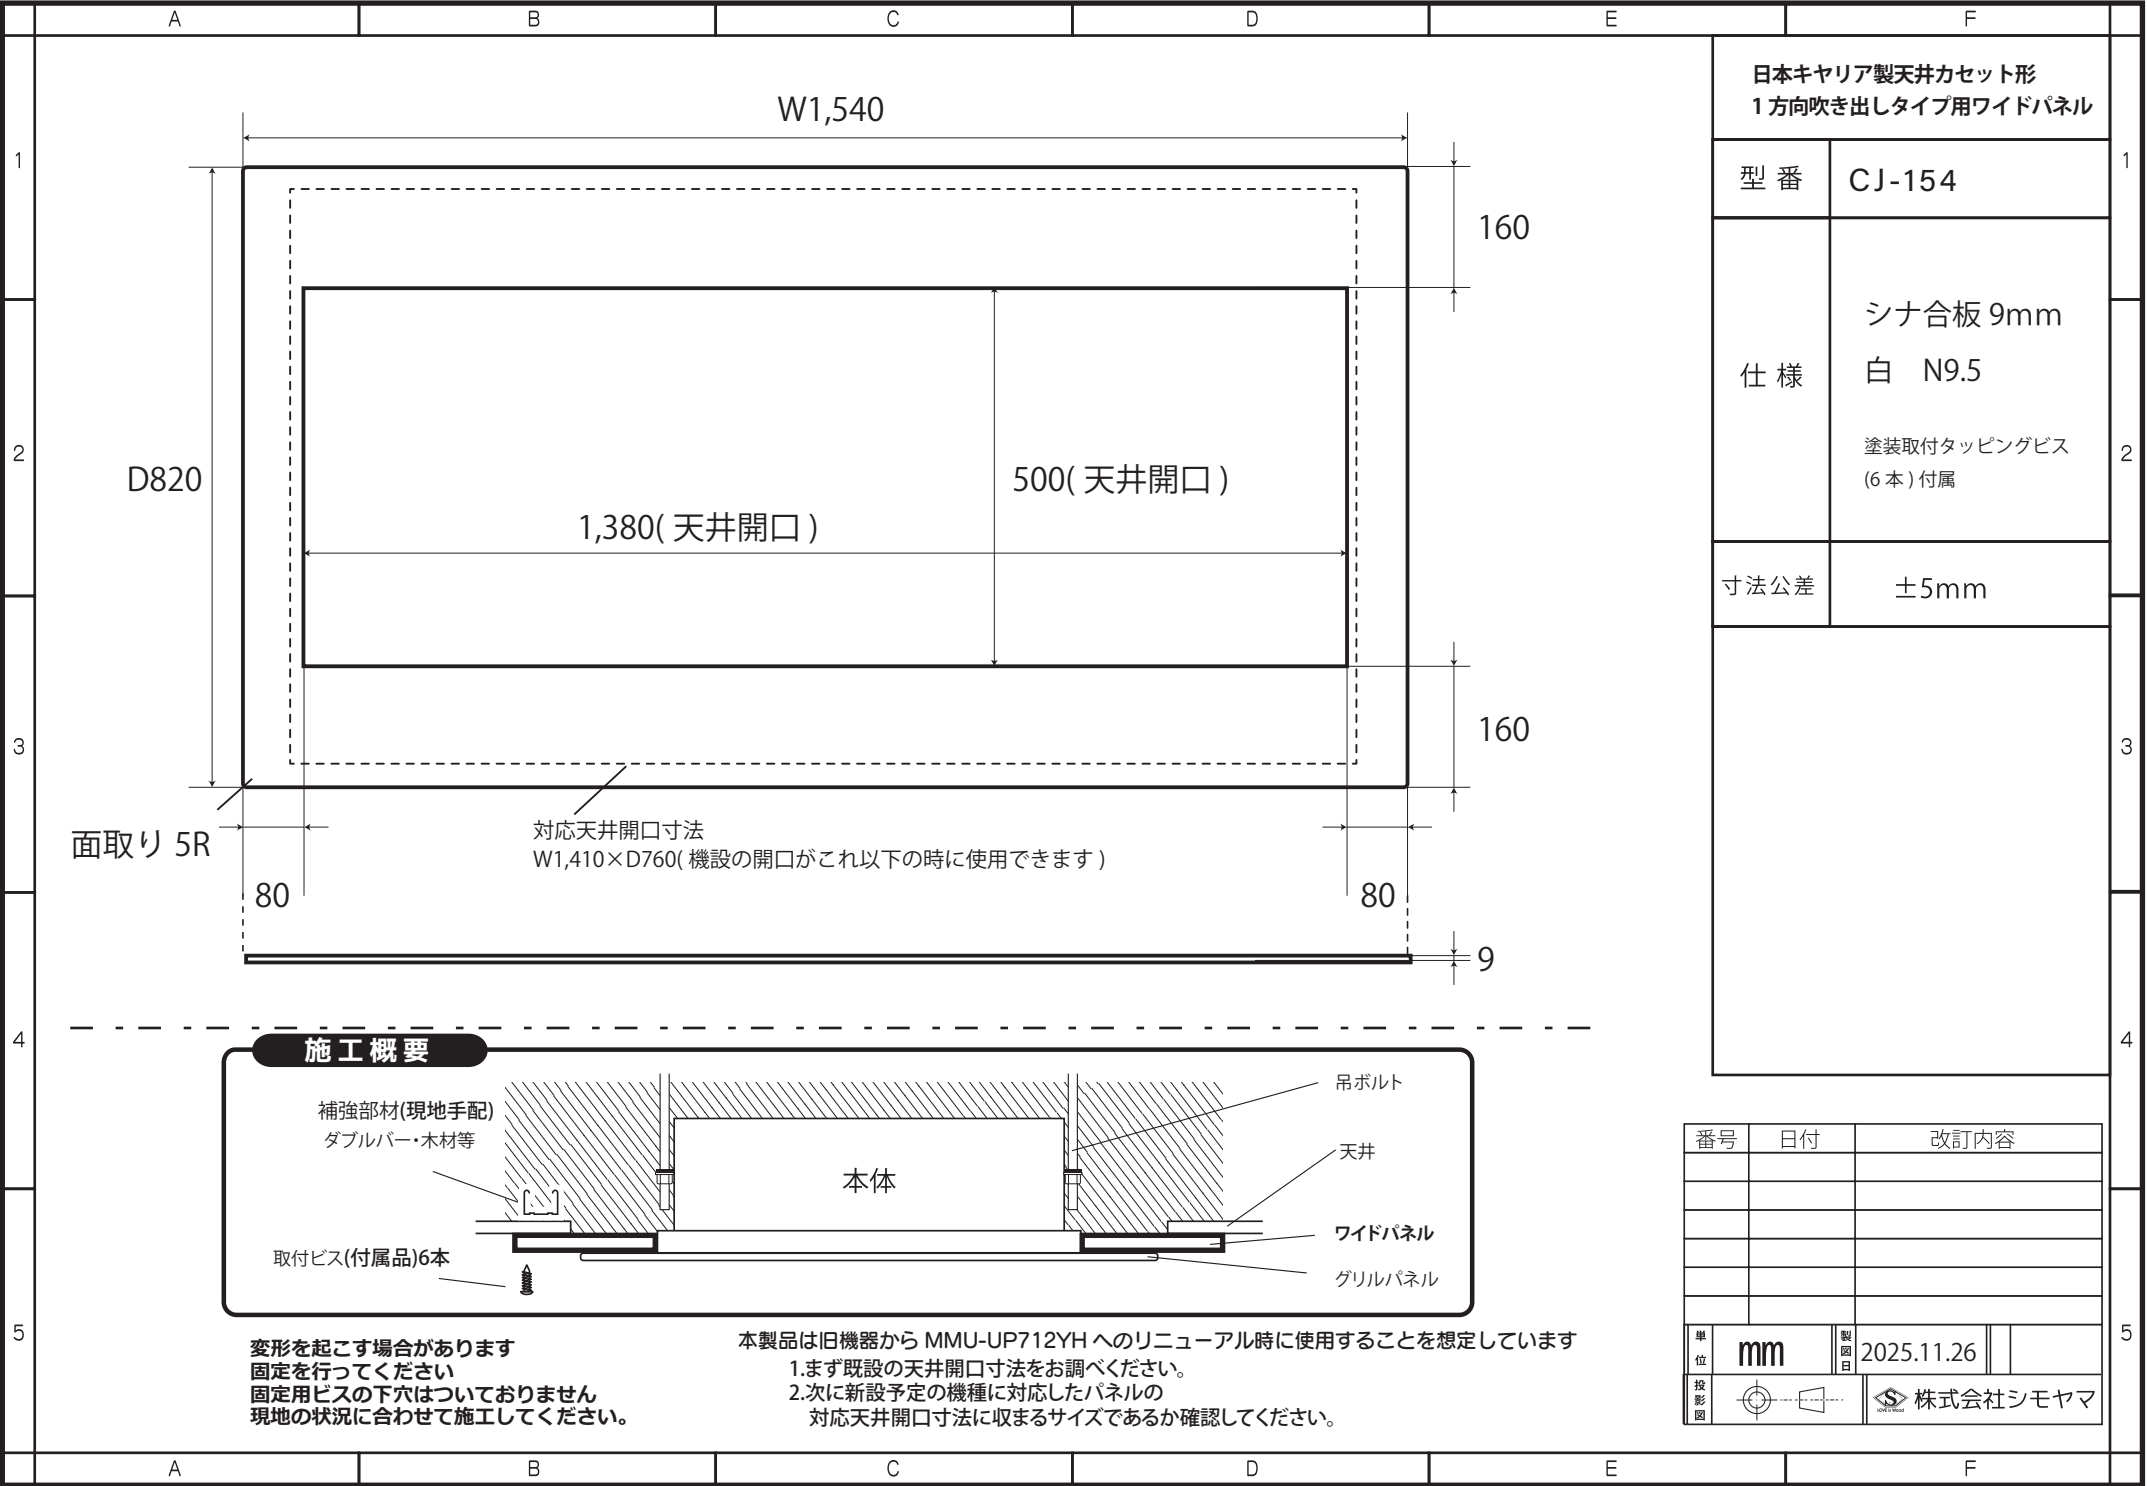 A B C D E F
日本キヤリア製天井カセット形
1方向吹き出しタイプ用ワイドパネル
型番 CJ-154
仕様
シナ合板 9mm
白 N9.5
塗装取付タッピングビス
(6本)付属
寸法公差 ±5mm
W1,540
160
D820
500(天井開口)
1,380(天井開口)
160
面取り 5R
対応天井開口寸法
W1,410×D760(機設の開口がこれ以下の時に使用できます)
80
80
9
1 1
2 2
3 3
4 4
5 5
施工概要
補強部材(現地手配)
ダブルバー・木材等
取付ビス(付属品)6本
本体
吊ボルト
天井
ワイドパネル
グリルパネル
変形を起こす場合があります
固定を行ってください
固定用ビスの下穴はついておりません
現地の状況に合わせて施工してください。
本製品は旧機器から MMU-UP712YH へのリニューアル時に使用することを想定しています
1.まず既設の天井開口寸法をお調べください。
2.次に新設予定の機種に対応したパネルの
対応天井開口寸法に収まるサイズであるか確認してください。
番号 日付 改訂内容
単位 mm 製図日 2025.11.26
投影図 S LOVE is Wood 株式会社シモヤマ
A B C D E F